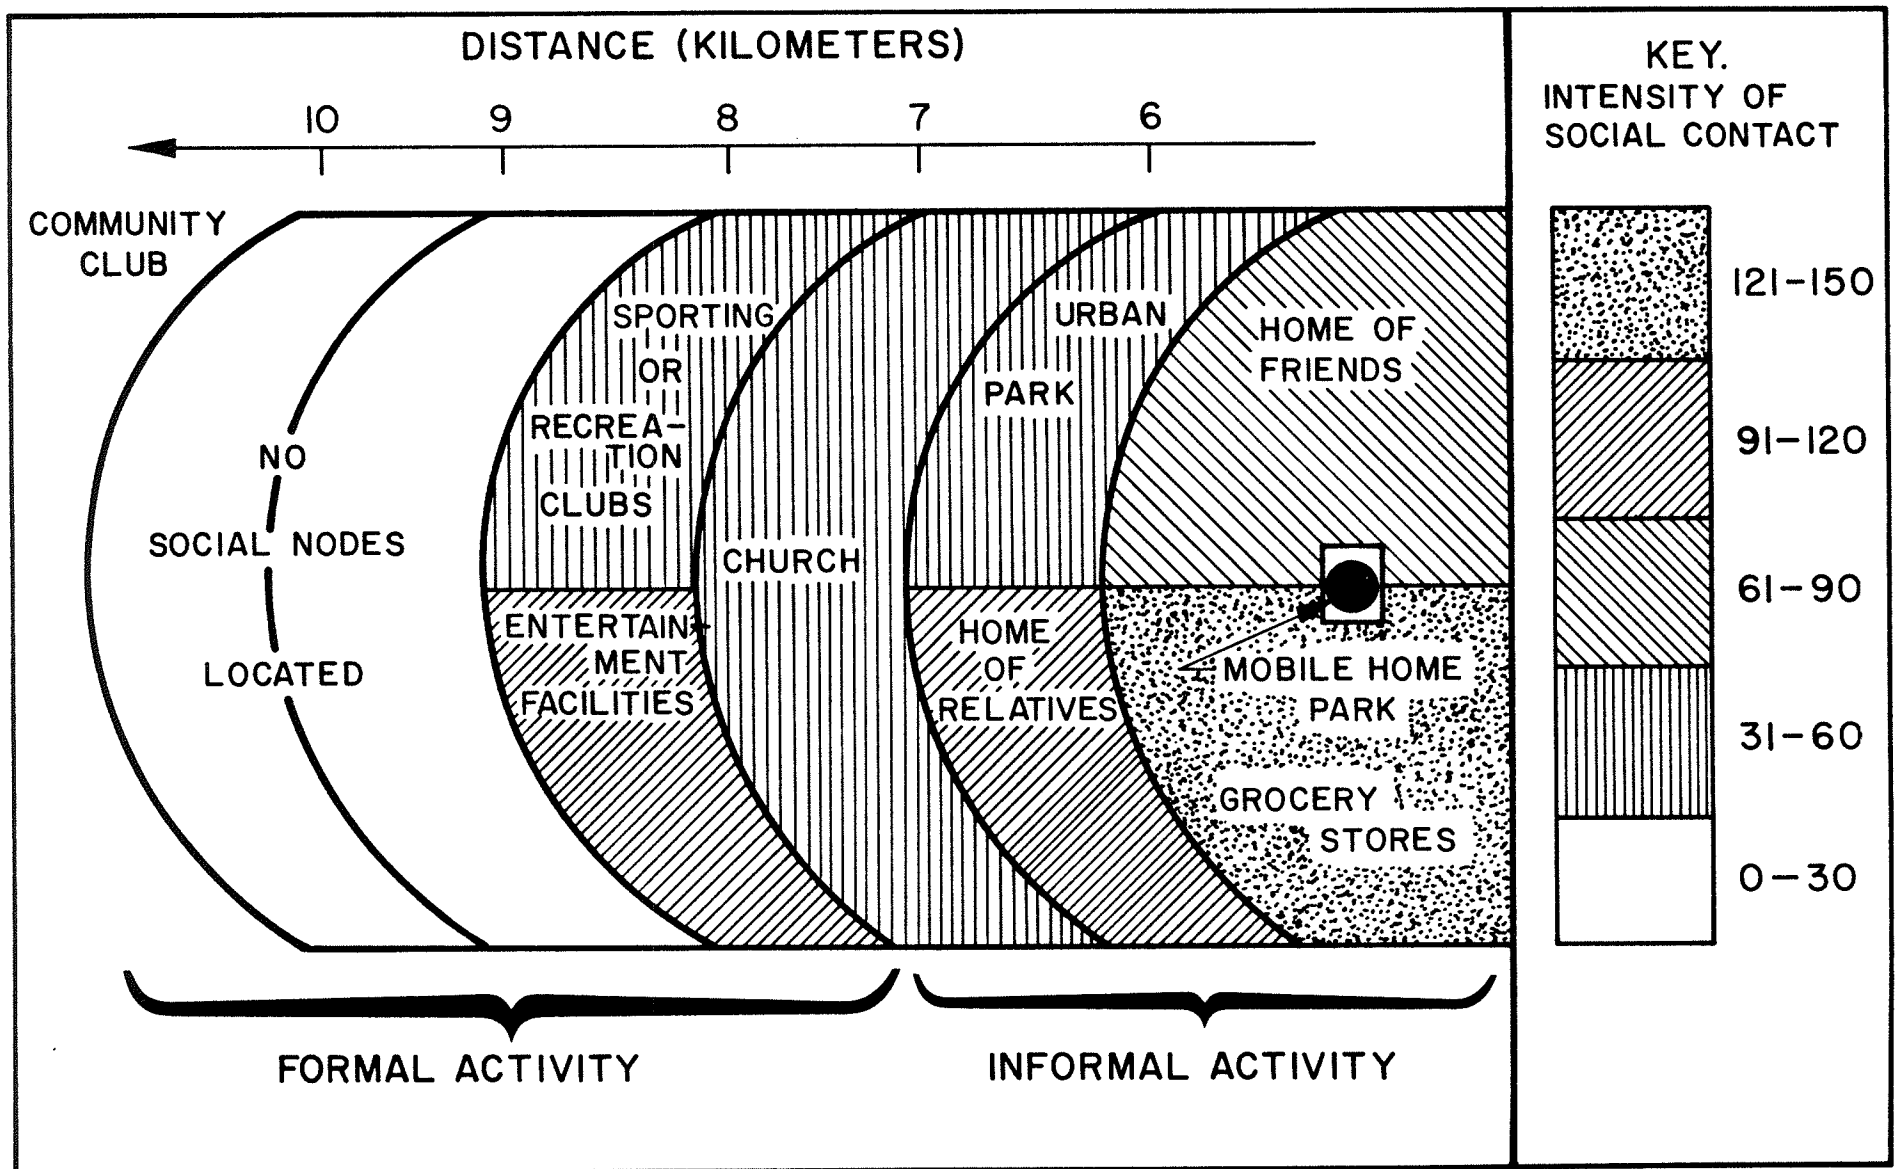 DISTANCE (KILOMETERS)
10 9 8 7 6
COMMUNITY
CLUB
NO
SOCIAL NODES
LOCATED
SPORTING
OR
RECREA-
TION
CLUBS
ENTERTAIN-
MENT
FACILITIES
CHURCH
URBAN
PARK
HOME
OF
RELATIVES
HOME OF
FRIENDS
MOBILE HOME
PARK
GROCERY
STORES
FORMAL ACTIVITY
INFORMAL ACTIVITY
KEY.
INTENSITY OF
SOCIAL CONTACT
121-150
91-120
61-90
31-60
0-30